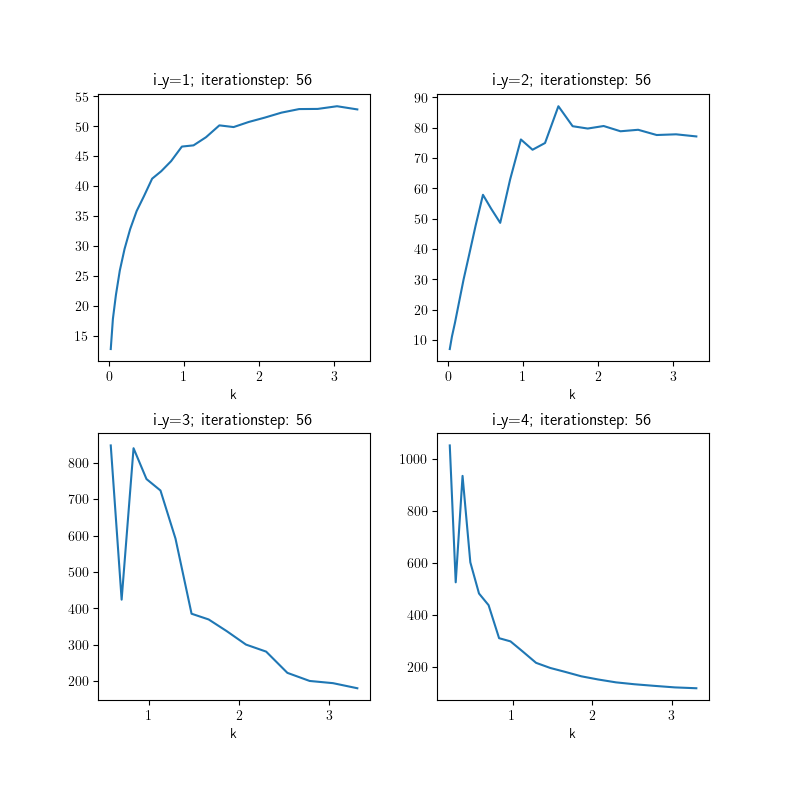 i_y=1; iterationstep: 56
55
50
45
40
35
30
25
20
15
0 1 2 3
k
i_y=2; iterationstep: 56
90
80
70
60
50
40
30
20
10
0 1 2 3
k
i_y=3; iterationstep: 56
800
700
600
500
400
300
200
1 2 3
k
i_y=4; iterationstep: 56
1000
800
600
400
200
1 2 3
k